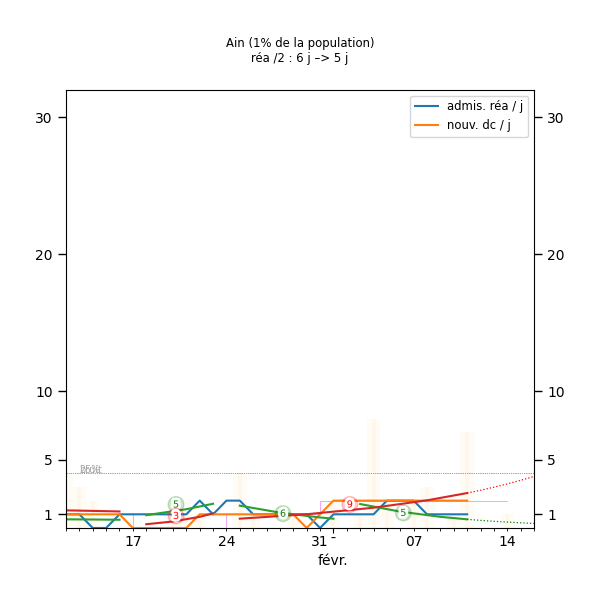 Ain (1% de la population)
réa /2 : 6 j –> 5 j
admis. réa / j
nouv. dc / j
30 30
20 20
10 10
5 5
1 1
5
3
6
9
5
17 24 31 07 14
févr.